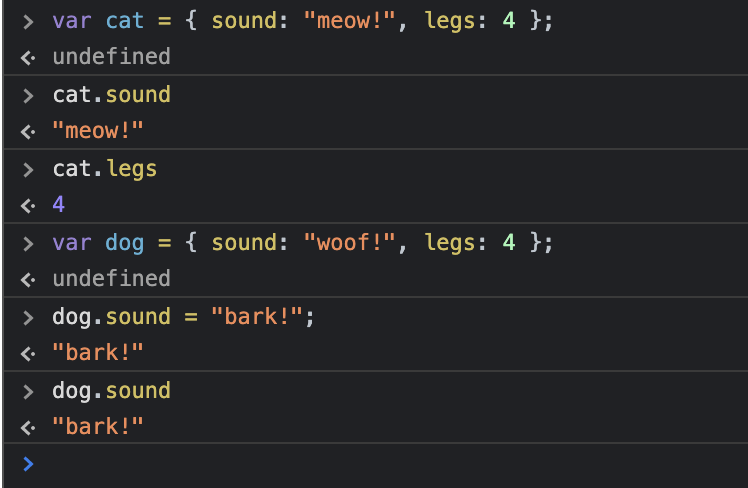 > var cat = { sound: "meow!", legs: 4 };
undefined
> cat.sound
"meow!"
> cat.legs
4
> var dog = { sound: "woof!", legs: 4 };
undefined
> dog.sound = "bark!";
"bark!"
> dog.sound
"bark!"
>